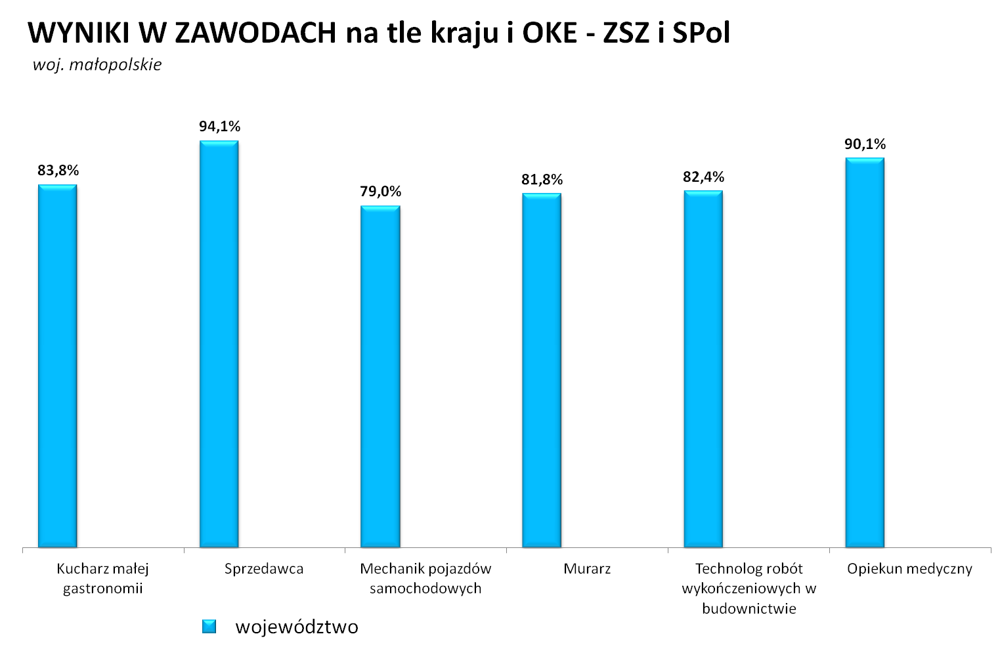 WYNIKI W ZAWODACH na tle kraju i OKE - ZSZ i SPol
woj. małopolskie
94,1%
90,1%
83,8%
82,4%
81,8%
79,0%
Kucharz małej
gastronomii
Sprzedawca
Mechanik pojazdów
samochodowych
Murarz
Technolog robót
wykończeniowych w
budownictwie
Opiekun medyczny
województwo